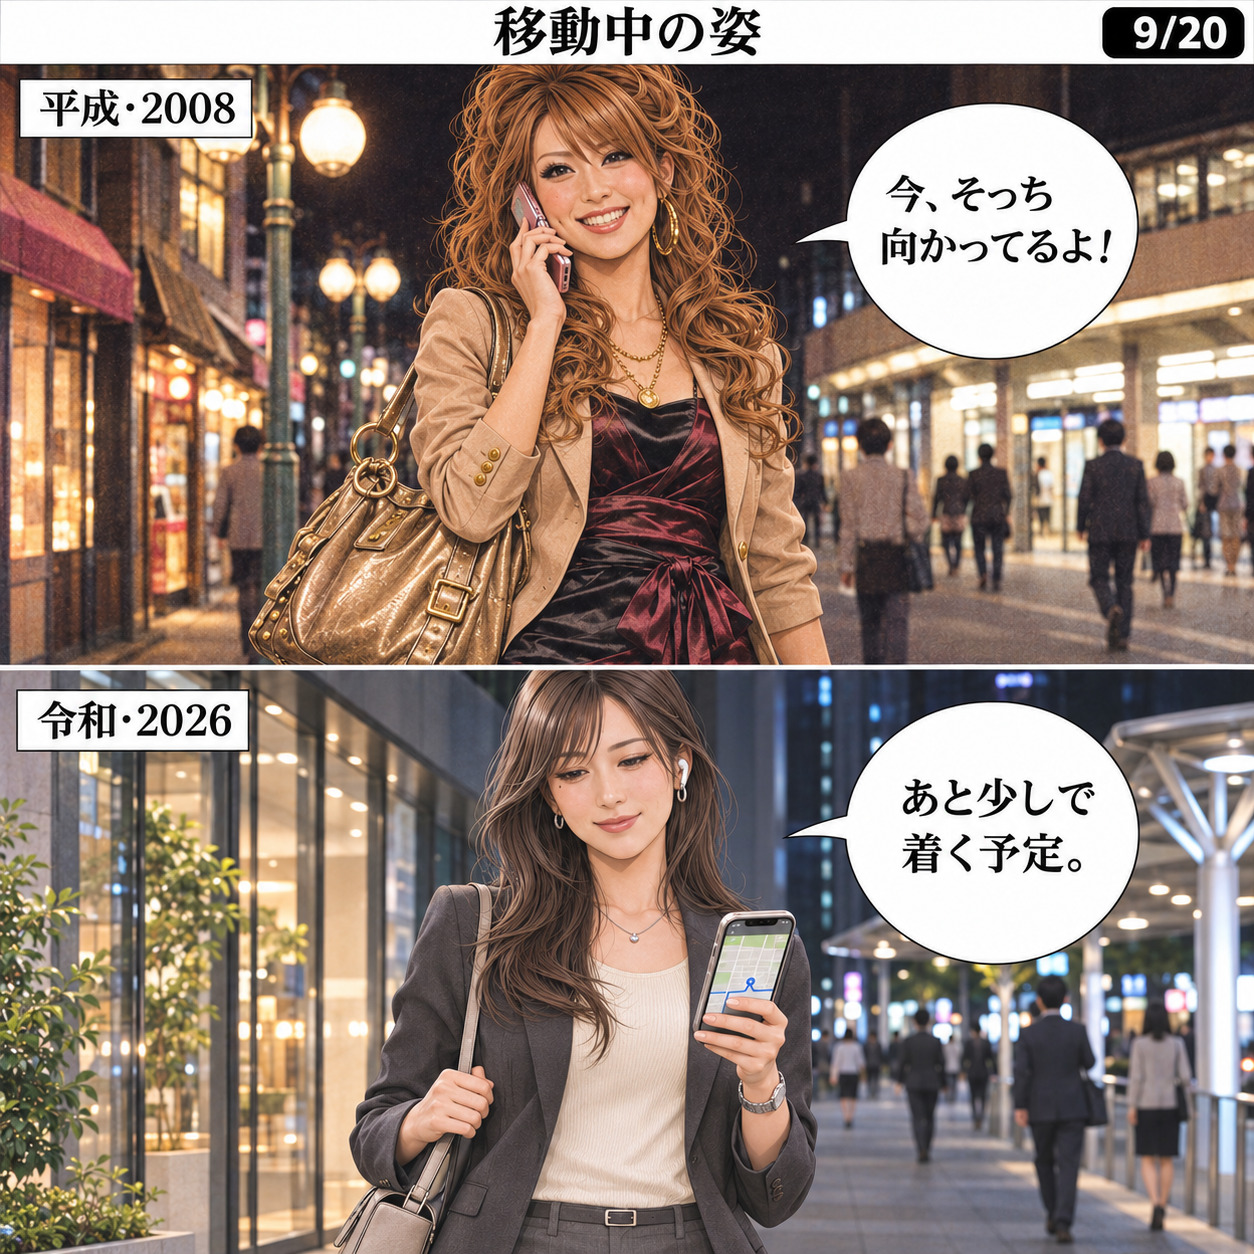 移動中の姿
9/20
平成・2008
今、そっち
向かってるよ！
令和・2026
あと少しで
着く予定。